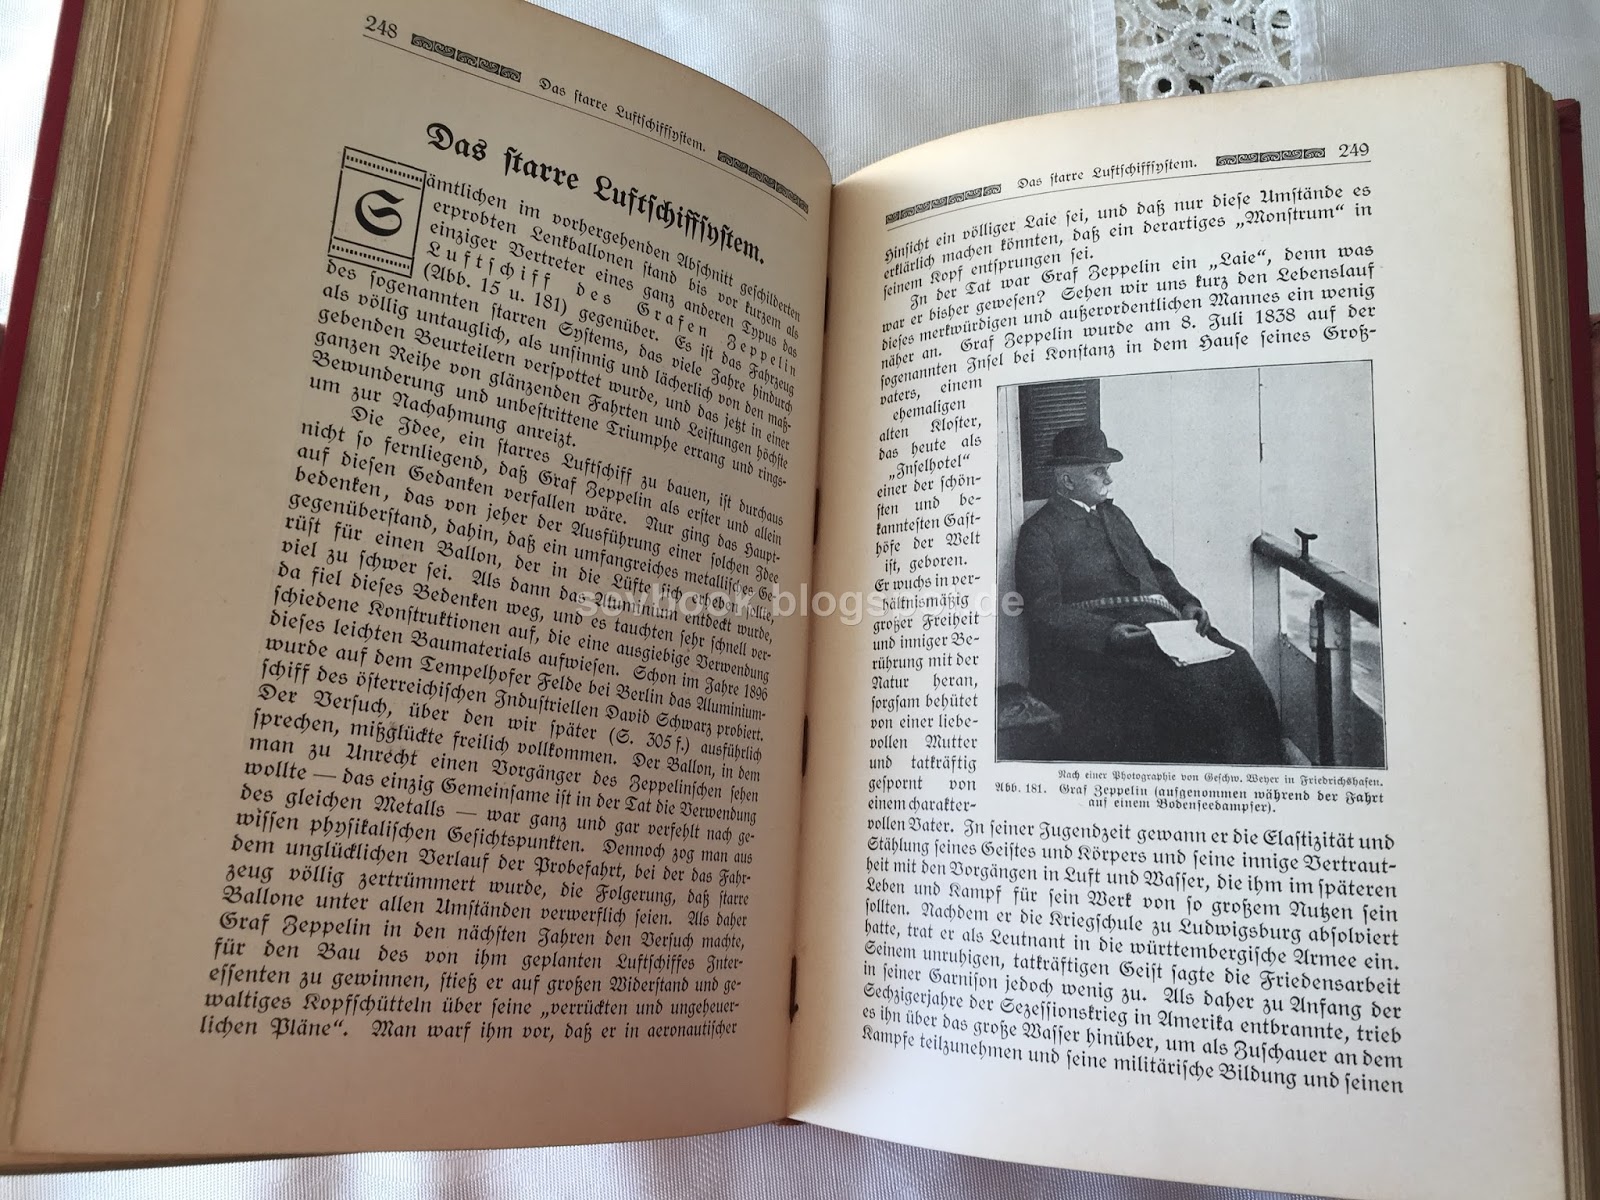 248
Das starre Luftschiffsystem.
Das starre Luftschiffsystem.
Sämtlichen im vorhergehenden Abschnitt geschilderten
erprobten Lenkballonen stand bis vor kurzem als
einziger Vertreter eines ganz anderen Typus das
Luftschiff des Grafen Zeppelin
(Abb. 15 u. 181) gegenüber. Es ist das Fahrzeug
des sogenannten starren Systems, das viele Jahre hindurch
als völlig untauglich, als unsinnig und lächerlich von den maß-
gebenden Beurteilern verspottet wurde, und das jetzt in einer
ganzen Reihe von glänzenden Fahrten und Leistungen höchste
Bewunderung und unbestrittene Triumphe errang und rings-
um zur Nachahmung anreizt.
Die Idee, ein starres Luftschiff zu bauen, ist durchaus
nicht so fernliegend, daß Graf Zeppelin als erster und allein
auf diesen Gedanken verfallen wäre. Nur ging das Haupt-
bedenken, das von jeher der Ausführung einer solchen Idee
gegenüberstand, dahin, daß ein umfangreiches metallisches Ge-
rüst für einen Ballon, der in die Lüfte sich erheben sollte,
viel zu schwer sei. Als dann das Aluminium entdeckt wurde,
da fiel dieses Bedenken weg, und es tauchten sehr schnell ver-
schiedene Konstruktionen auf, die eine ausgiebige Verwendung
dieses leichten Baumaterials aufwiesen. Schon im Jahre 1896
wurde auf dem Tempelhofer Felde bei Berlin das Aluminium-
schiff des österreichischen Industriellen David Schwarz probiert.
Der Versuch, über den wir später (S. 305 f.) ausführlich
sprechen, mißglückte freilich vollkommen. Der Ballon, in dem
man zu Unrecht einen Vorgänger des Zeppelinschen sehen
wollte — das einzig Gemeinsame ist in der Tat die Verwendung
des gleichen Metalls — war ganz und gar verfehlt nach ge-
wissen physikalischen Gesichtspunkten. Dennoch zog man aus
dem unglücklichen Verlauf der Probefahrt, bei der das Fahr-
zeug völlig zertrümmert wurde, die Folgerung, daß starre
Ballone unter allen Umständen verwerflich seien. Als daher
Graf Zeppelin in den nächsten Jahren den Versuch machte,
für den Bau des von ihm geplanten Luftschiffes Inter-
essenten zu gewinnen, stieß er auf großen Widerstand und ge-
waltiges Kopfschütteln über seine „verrückten und ungeheuer-
lichen Pläne“. Man warf ihm vor, daß er in aeronautischer
Das starre Luftschiffsystem.
249
Hinsicht ein völliger Laie sei, und daß nur diese Umstände es
erklärlich machen könnten, daß ein derartiges „Monstrum“ in
seinem Kopf entsprungen sei.
In der Tat war Graf Zeppelin ein „Laie“, denn was
war er bisher gewesen? Sehen wir uns kurz den Lebenslauf
dieses merkwürdigen und außerordentlichen Mannes ein wenig
näher an. Graf Zeppelin wurde am 8. Juli 1838 auf der
sogenannten Insel bei Konstanz in dem Hause seines Groß-
vaters, einem
ehemaligen
alten Kloster,
das heute als
„Inselhotel“
einer der schön-
sten und be-
kanntesten Gast-
höfe der Welt
ist, geboren.
Er wuchs in ver-
hältnismäßig
großer Freiheit
und inniger Be-
rührung mit der
Natur heran,
sorgsam behütet
von einer liebe-
vollen Mutter
und tatkräftig
gespornt von
einem charakter-
Nach einer Photographie von Geschw. Weyer in Friedrichshafen.
Abb. 181. Graf Zeppelin (aufgenommen während der Fahrt
auf einem Bodenseedampfer).
vollen Vater. In seiner Jugendzeit gewann er die Elastizität und
Stählung seines Geistes und Körpers und seine innige Vertraut-
heit mit den Vorgängen in Luft und Wasser, die ihm im späteren
Leben und Kampf für sein Werk von so großem Nutzen sein
sollten. Nachdem er die Kriegschule zu Ludwigsburg absolviert
hatte, trat er als Leutnant in die württembergische Armee ein.
Seinem unruhigen, tatkräftigen Geist sagte die Friedensarbeit
in seiner Garnison jedoch wenig zu. Als daher zu Anfang der
Sechzigerjahre der Sezessionskrieg in Amerika entbrannte, trieb
es ihn über das große Wasser hinüber, um als Zuschauer an dem
Kampfe teilzunehmen und seine militärische Bildung und seinen